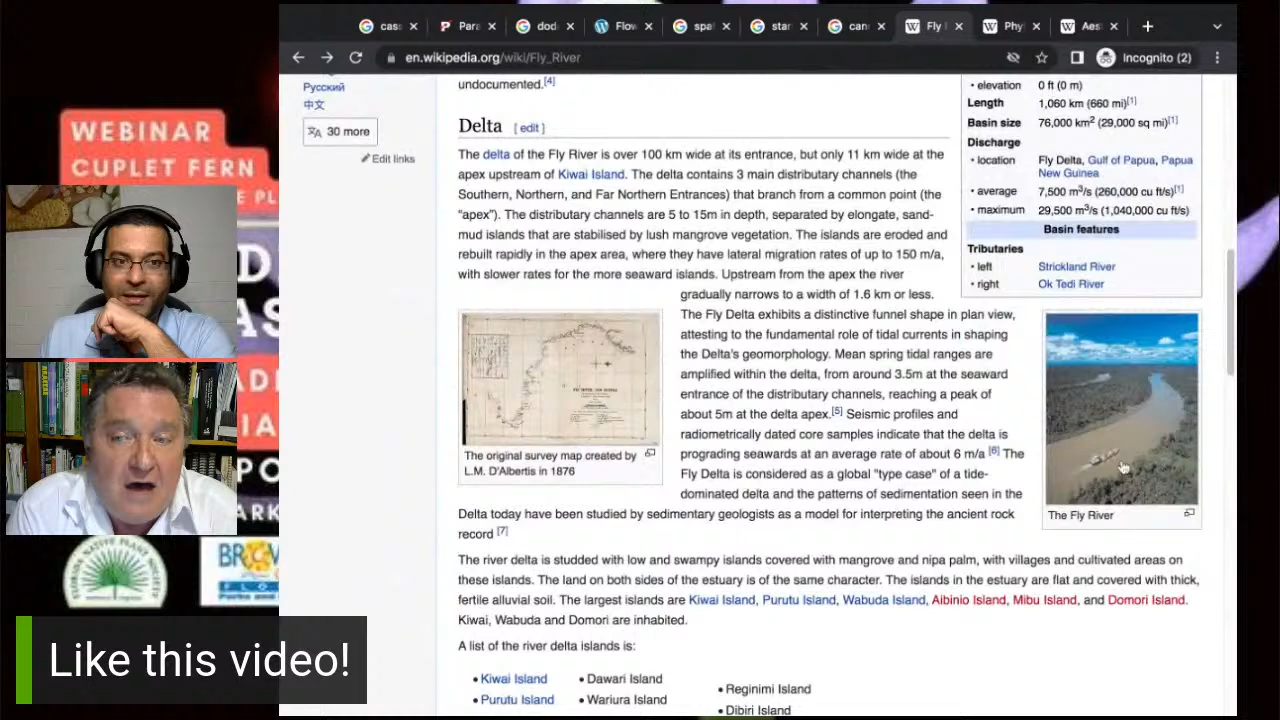 cas
Para
dod
Flow
spa
star
can
Fly
Phy
Aes
en.wikipedia.org/wiki/Fly_River
Incognito (2)
WEBINAR
CUPLET FERN
Русский
中文
30 more
Edit links
undocumented.[4]
Delta [ edit ]
The delta of the Fly River is over 100 km wide at its entrance, but only 11 km wide at the
apex upstream of Kiwai Island. The delta contains 3 main distributary channels (the
Southern, Northern, and Far Northern Entrances) that branch from a common point (the
"apex"). The distributary channels are 5 to 15m in depth, separated by elongate, sand-
mud islands that are stabilised by lush mangrove vegetation. The islands are eroded and
rebuilt rapidly in the apex area, where they have lateral migration rates of up to 150 m/a,
with slower rates for the more seaward islands. Upstream from the apex the river
gradually narrows to a width of 1.6 km or less.
The Fly Delta exhibits a distinctive funnel shape in plan view,
attesting to the fundamental role of tidal currents in shaping
the Delta's geomorphology. Mean spring tidal ranges are
amplified within the delta, from around 3.5m at the seaward
entrance of the distributary channels, reaching a peak of
about 5m at the delta apex.[5] Seismic profiles and
radiometrically dated core samples indicate that the delta is
prograding seawards at an average rate of about 6 m/a [6] The
Fly Delta is considered as a global "type case" of a tide-
dominated delta and the patterns of sedimentation seen in the
Delta today have been studied by sedimentary geologists as a model for interpreting the ancient rock
record [7]
The original survey map created by
L.M. D'Albertis in 1876
The river delta is studded with low and swampy islands covered with mangrove and nipa palm, with villages and cultivated areas on
these islands. The land on both sides of the estuary is of the same character. The islands in the estuary are flat and covered with thick,
fertile alluvial soil. The largest islands are Kiwai Island, Purutu Island, Wabuda Island, Aibinio Island, Mibu Island, and Domori Island.
Kiwai, Wabuda and Domori are inhabited.
A list of the river delta islands is:
• Kiwai Island
• Purutu Island
• Dawari Island
• Wariura Island
• Reginimi Island
• Dibiri Island
• elevation 0 ft (0 m)
Length 1,060 km (660 mi)[1]
Basin size 76,000 km² (29,000 sq mi)[1]
Discharge
• location Fly Delta, Gulf of Papua, Papua
New Guinea
• average 7,500 m³/s (260,000 cu ft/s)[1]
• maximum 29,500 m³/s (1,040,000 cu ft/s)
Basin features
Tributaries
• left Strickland River
• right Ok Tedi River
The Fly River
Like this video!